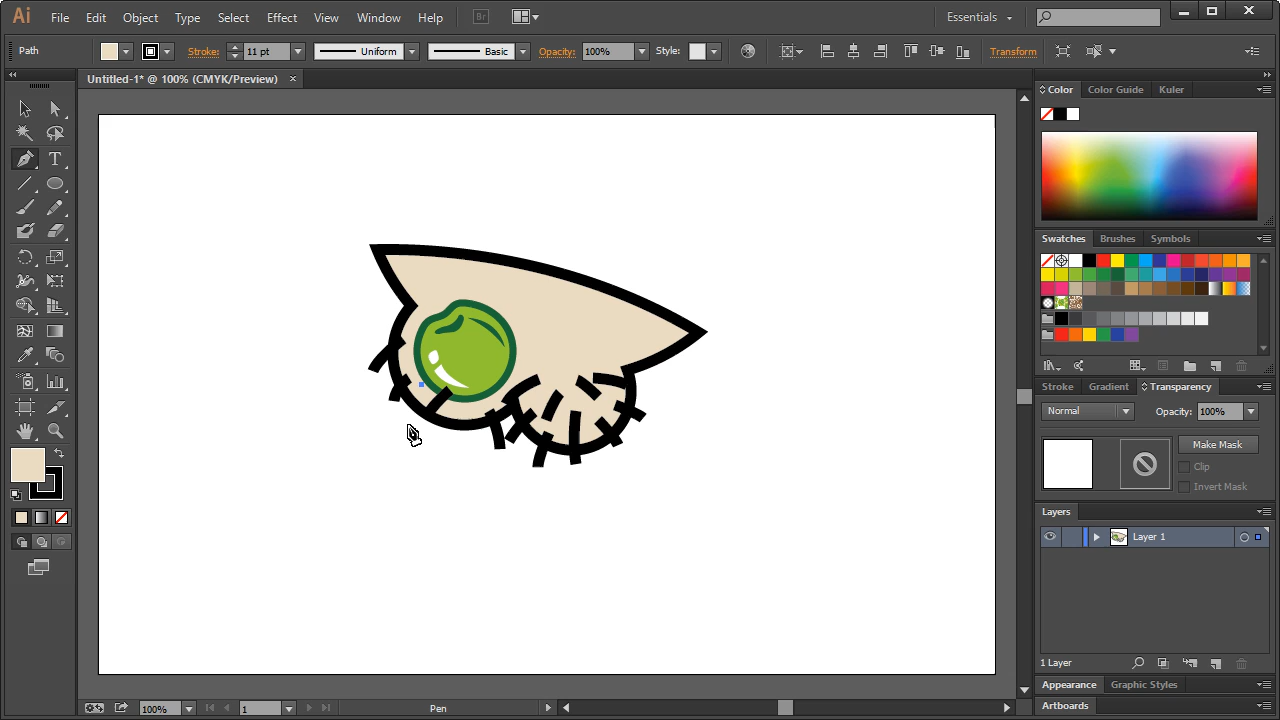 Ai File Edit Object Type Select Effect View Window Help Br Essentials
Path Stroke: 11 pt Uniform Basic Opacity: 100% Style: Transform
Untitled-1* @ 100% (CMYK/Preview)
Color Color Guide Kuler
Swatches Brushes Symbols
Stroke Gradient Transparency
Normal Opacity: 100%
Make Mask
Clip
Invert Mask
Layers
Layer 1
1 Layer
Appearance Graphic Styles
Artboards
100% 1 Pen